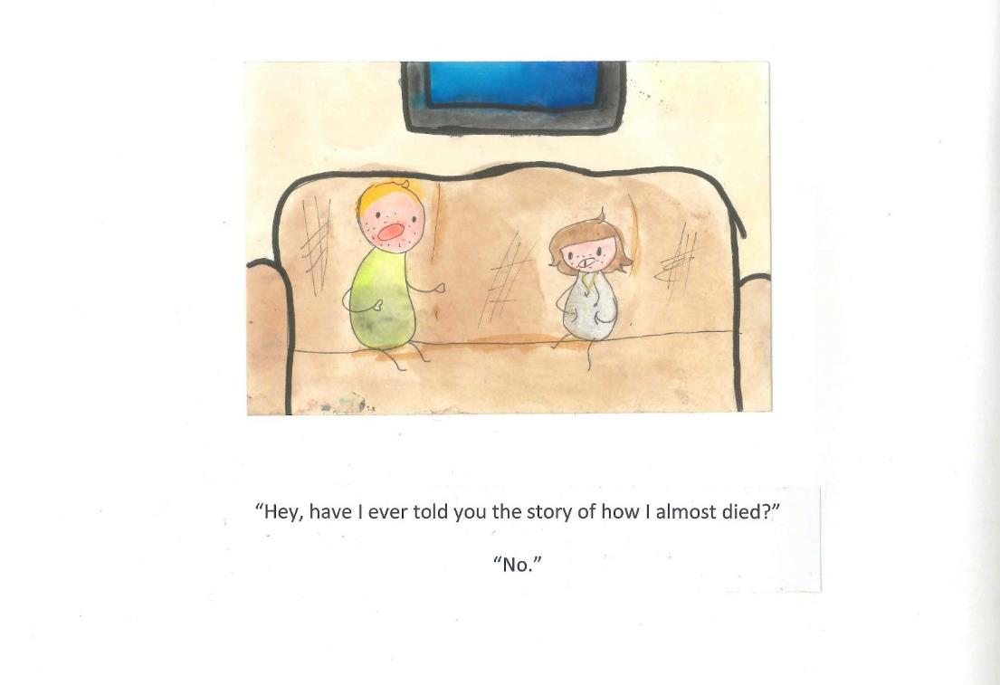 “Hey, have I ever told you the story of how I almost died?”
“No.”